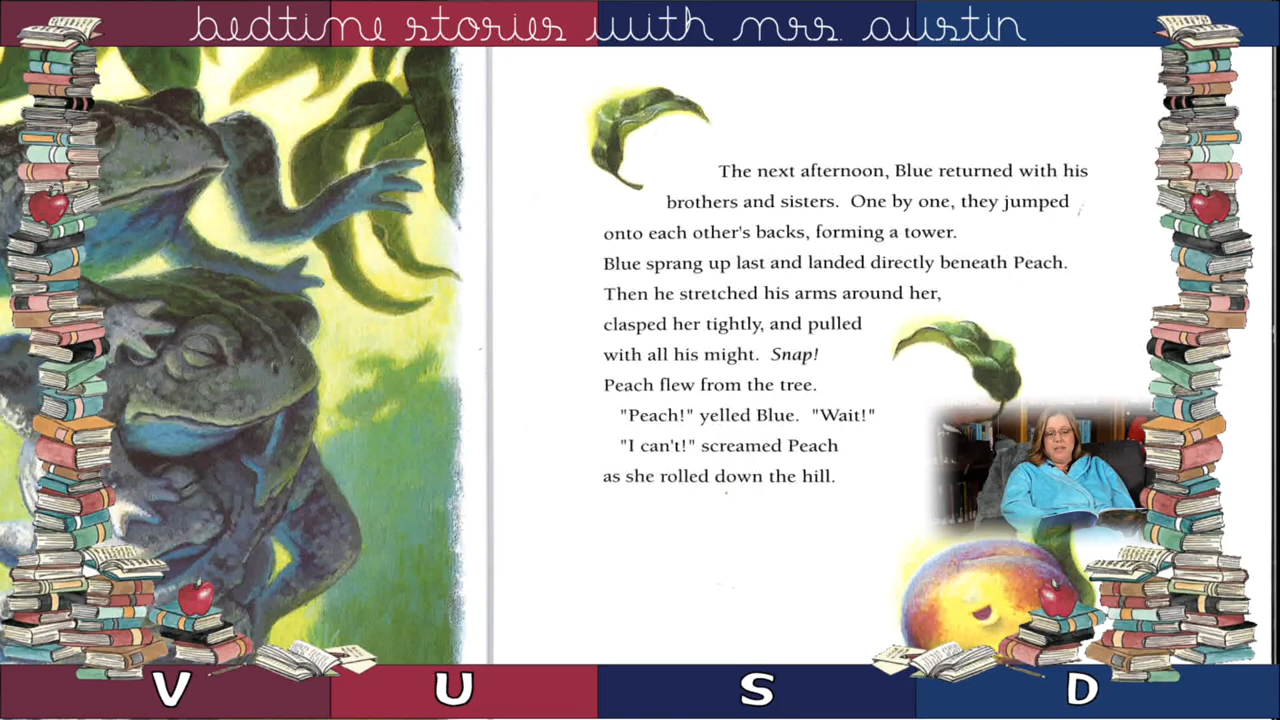 bedtime stories with mrs. austin
The next afternoon, Blue returned with his
brothers and sisters. One by one, they jumped
onto each other's backs, forming a tower.
Blue sprang up last and landed directly beneath Peach.
Then he stretched his arms around her,
clasped her tightly, and pulled
with all his might. Snap!
Peach flew from the tree.
"Peach!" yelled Blue. "Wait!"
"I can't!" screamed Peach
as she rolled down the hill.
V U S D